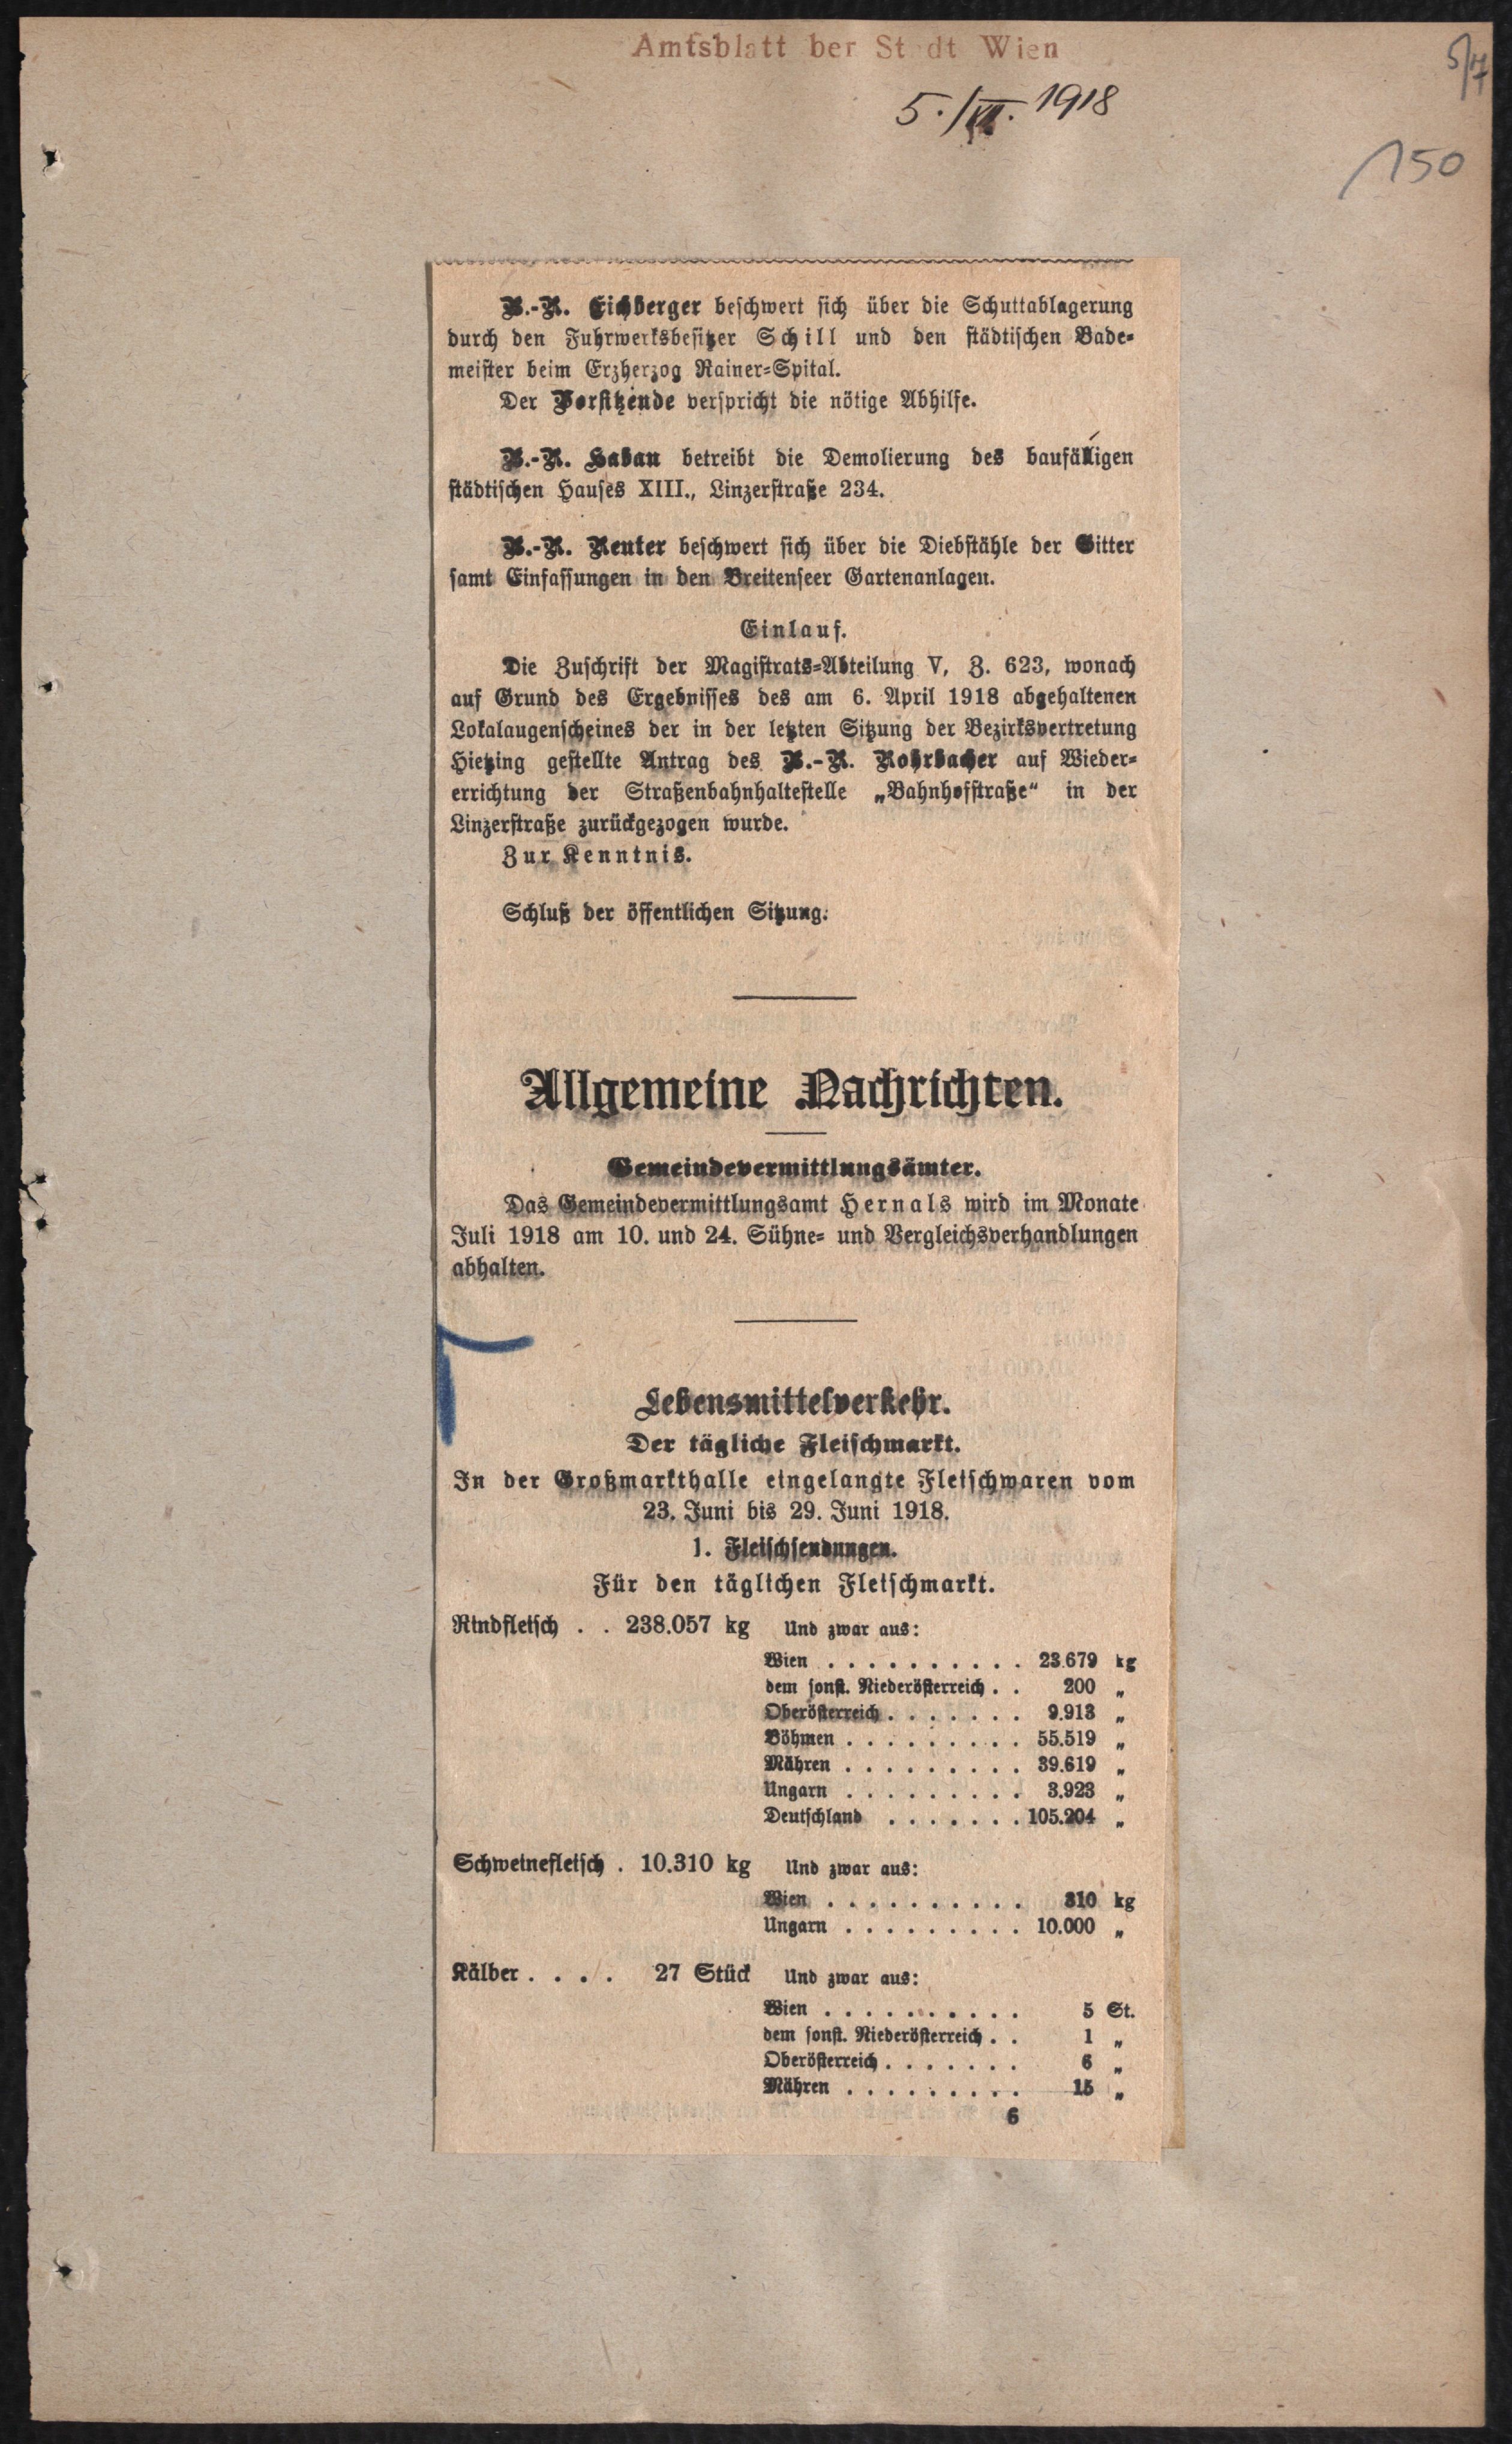 Amtsblatt der Stadt Wien
5/7
5./VII. 1918
150
B.-R. Eichberger beschwert sich über die Schuttablagerung
durch den Fuhrwerksbesitzer Schill und den städtischen Bade-
meister beim Erzherzog Rainer-Spital.
Der Vorsitzende verspricht die nötige Abhilfe.
B.-R. Haban betreibt die Demolierung des baufälligen
städtischen Hauses XIII., Linzerstraße 234.
B.-R. beschwert sich über die Diebstähle der Gitter
samt Einfassungen in den Breitenseer Gartenanlagen.
Einlauf.
Die Zuschrift der Magistrats-Abteilung V, Z. 623, wonach
auf Grund des Ergebnisses des am 6. April 1918 abgehaltenen
Lokalaugenscheines der in der letzten Sitzung der Bezirksvertretung
Hietzing gestellte Antrag des B.-R. Rohrbacher auf Wieder-
errichtung der Straßenbahnhaltestelle „Bahnhofstraße“ in der
Linzerstraße zurückgezogen wurde.
Zur Kenntnis.
Schluß der öffentlichen Sitzung.
Allgemeine Nachrichten.
Gemeindevermittlungsämter.
Das Gemeindevermittlungsamt Hernals wird im Monate
Juli 1918 am 10. und 24. Sühne- und Vergleichsverhandlungen
abhalten.
Lebensmittelverkehr.
Der tägliche Fleischmarkt.
In der Großmarkthalle eingelangte Fleischwaren vom
23. Juni bis 29. Juni 1918.
1. Fleischsendungen.
Für den täglichen Fleischmarkt.
Rindfleisch . . 238.057 kg Und zwar aus:
Wien . . . . . . . . . . 23.679 kg
dem sonst. Niederösterreich . . 200 „
Oberösterreich . . . . . . . 9.913 „
Böhmen . . . . . . . . . 55.519 „
Mähren . . . . . . . . . 39.619 „
Ungarn . . . . . . . . . 3.923 „
Deutschland . . . . . . . 105.204 „
Schweinefleisch . 10.310 kg Und zwar aus:
Wien . . . . . . . . . . 310 kg
Ungarn . . . . . . . . . 10.000 „
Kälber . . . . 27 Stück Und zwar aus:
Wien . . . . . . . . . . 5 St.
dem sonst. Niederösterreich . . 1 „
Oberösterreich . . . . . . . 6 „
Mähren . . . . . . . . . 15 „
6